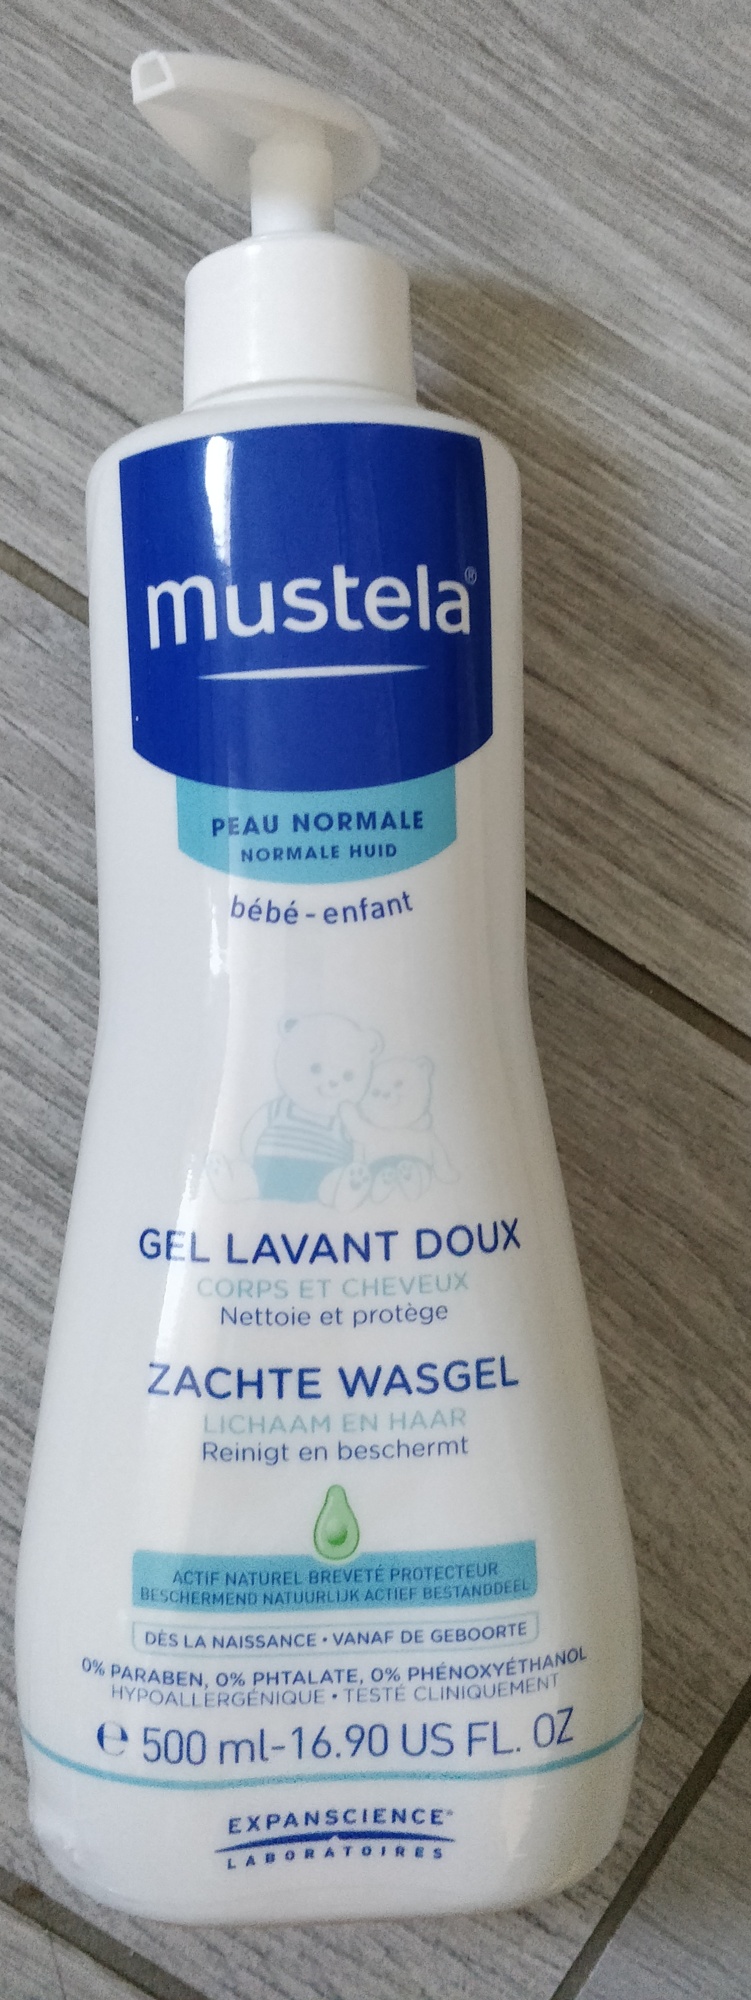 mustela®
PEAU NORMALE
NORMALE HUID
bébé - enfant
GEL LAVANT DOUX
CORPS ET CHEVEUX
Nettoie et protège
ZACHTE WASGEL
LICHAAM EN HAAR
Reinigt en beschermt
ACTIF NATUREL BREVETÉ PROTECTEUR
BESCHERMEND NATUURLIJK ACTIEF BESTANDDEEL
DÈS LA NAISSANCE • VANAF DE GEBOORTE
0% PARABEN, 0% PHTALATE, 0% PHÉNOXYÉTHANOL
HYPOALLERGÉNIQUE • TESTÉ CLINIQUEMENT
℮ 500 ml-16.90 US FL. OZ
EXPANSCIENCE®
LABORATOIRES